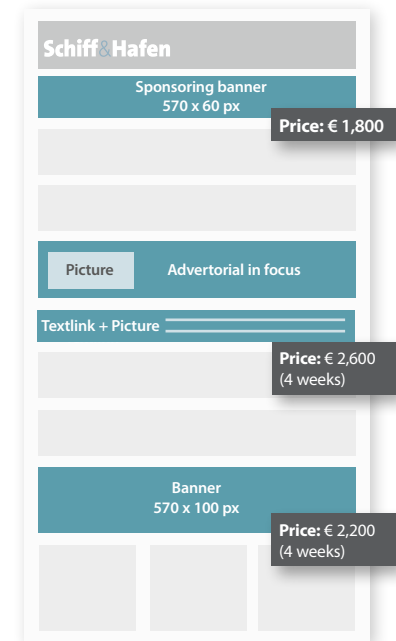 Schiff&Hafen
Sponsoring banner
570 x 60 px
Price: € 1,800
Picture
Advertorial in focus
Textlink + Picture
Price: € 2,600
(4 weeks)
Banner
570 x 100 px
Price: € 2,200
(4 weeks)